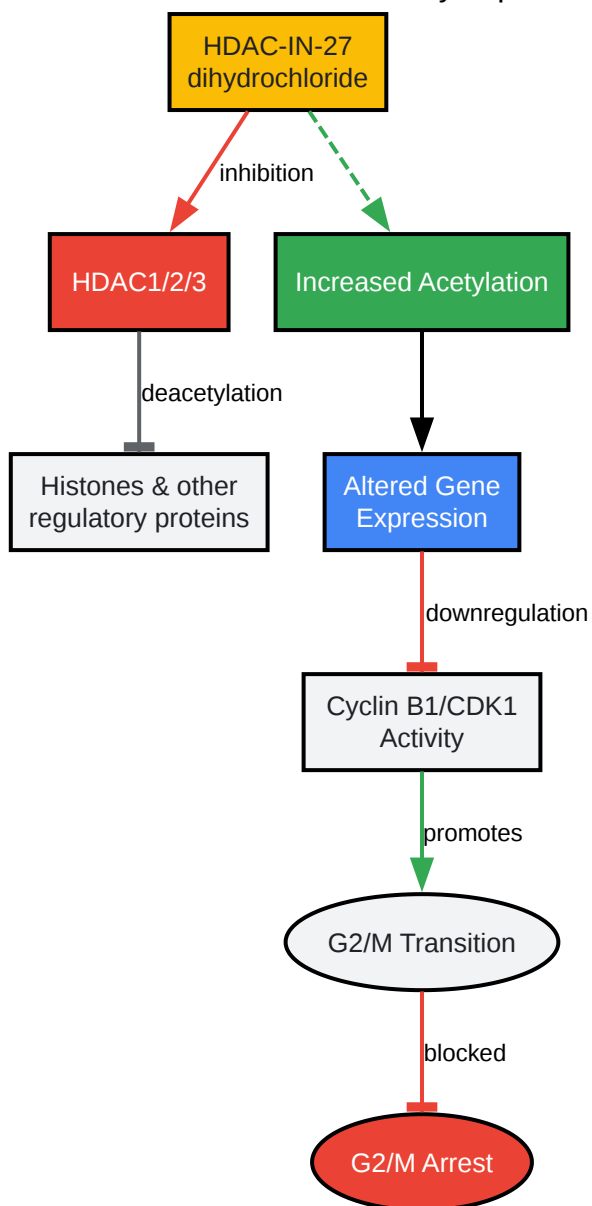 HDAC-IN-27
dihydrochloride
inhibition
HDAC1/2/3
Increased Acetylation
deacetylation
Histones & other
regulatory proteins
Altered Gene
Expression
downregulation
Cyclin B1/CDK1
Activity
promotes
G2/M Transition
blocked
G2/M Arrest